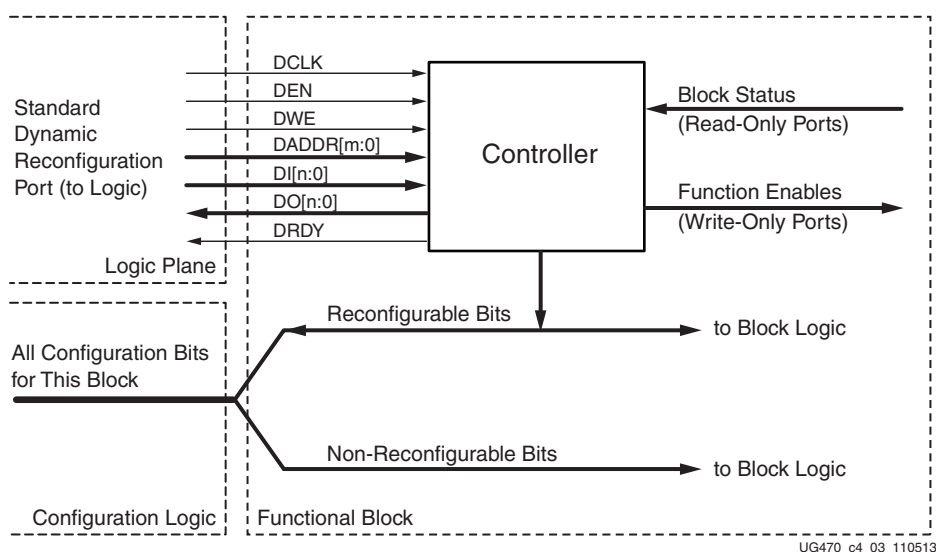 DCLK
DEN
DWE
DADDR[m:0]
DI[n:0]
DO[n:0]
DRDY
Standard
Dynamic
Reconfiguration
Port (to Logic)
Logic Plane
Controller
Block Status
(Read-Only Ports)
Function Enables
(Write-Only Ports)
Reconfigurable Bits
to Block Logic
All Configuration Bits
for This Block
Non-Reconfigurable Bits
to Block Logic
Configuration Logic
Functional Block
UG470_c4_03_110513